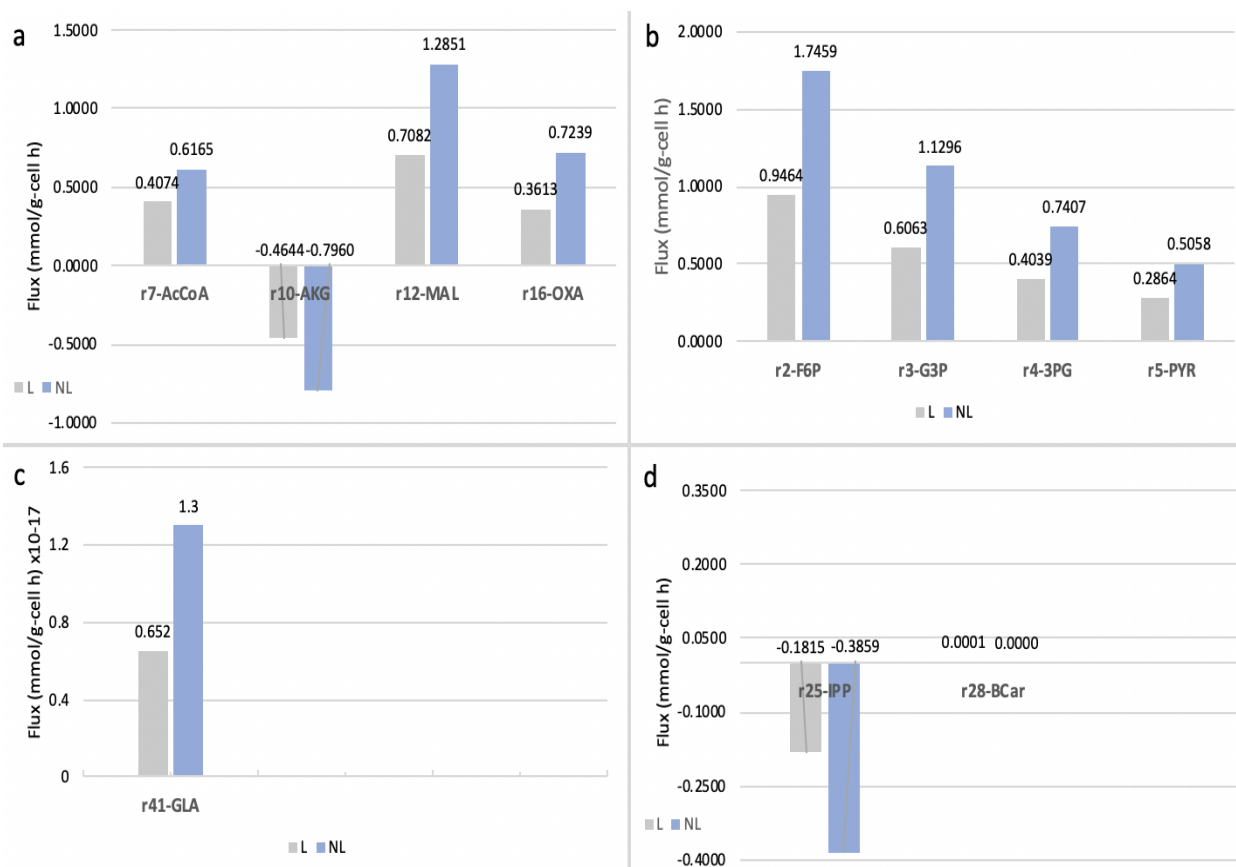 a
Flux (mmol/g-cell h)
1.5000
1.0000
0.5000
0.0000
-0.5000
-1.0000
0.4074
0.6165
-0.4644
-0.7960
0.7082
1.2851
0.3613
0.7239
r7-AcCoA
r10-AKG
r12-MAL
r16-OXA
L NL
b
Flux (mmol/g-cell h)
2.0000
1.5000
1.0000
0.5000
0.0000
0.9464
1.7459
0.6063
1.1296
0.4039
0.7407
0.2864
0.5058
r2-F6P
r3-G3P
r4-3PG
r5-PYR
L NL
c
Flux (mmol/g-cell h) x10-17
1.6
1.2
0.8
0.4
0
0.652
1.3
r41-GLA
L NL
d
Flux (mmol/g-cell h)
0.3500
0.2000
0.0500
-0.1000
-0.2500
-0.4000
-0.1815
-0.3859
0.0001
0.0000
r25-IPP
r28-BCar
L NL